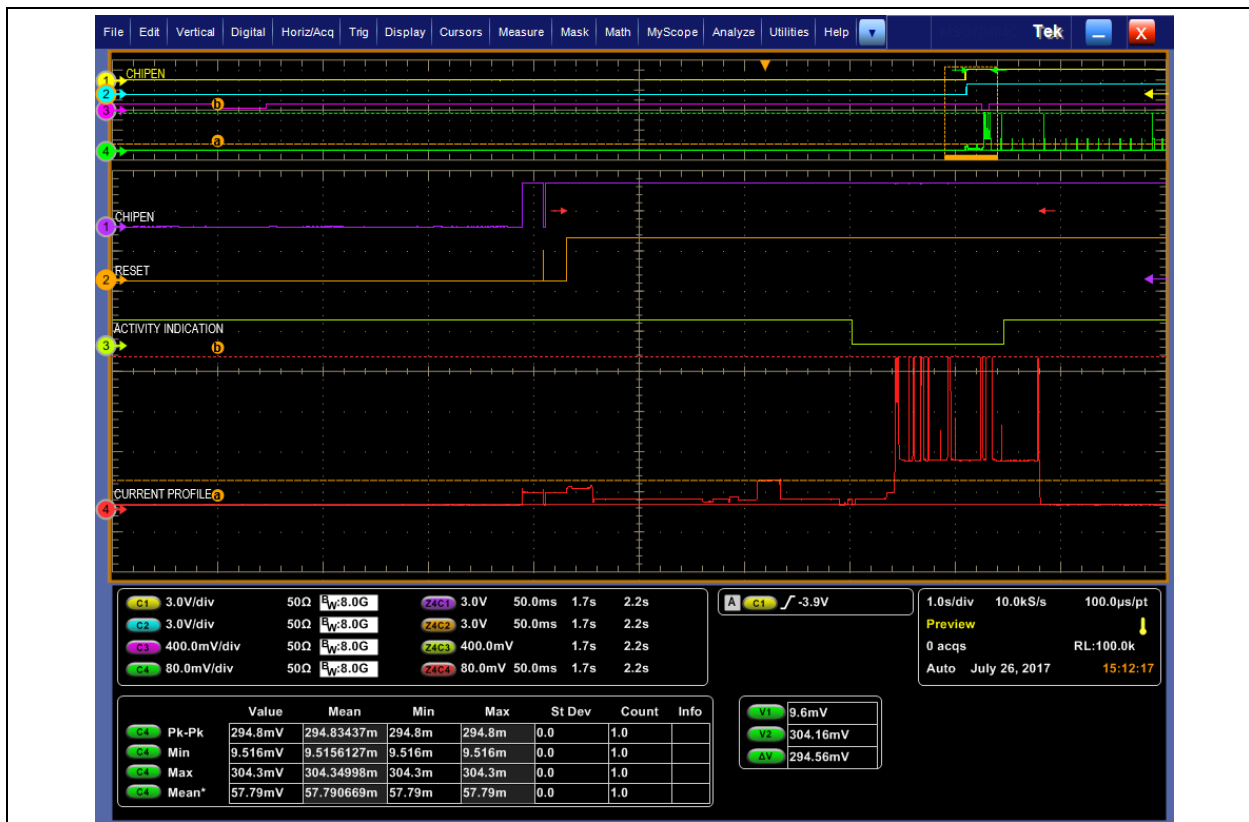 File Edit Vertical Digital Horiz/Acq Trig Display Cursors Measure Mask Math MyScope Analyze Utilities Help Tek X
1 CHIPEN
2
b
3
a
4
CHIPEN
1
RESET
2
ACTIVITY INDICATION
3 b
CURRENT PROFILE a
4
C1 3.0V/div 50Ω BW:8.0G Z4C1 3.0V 50.0ms 1.7s 2.2s
C2 3.0V/div 50Ω BW:8.0G Z4C2 3.0V 50.0ms 1.7s 2.2s
C3 400.0mV/div 50Ω BW:8.0G Z4C3 400.0mV 1.7s 2.2s
C4 80.0mV/div 50Ω BW:8.0G Z4C4 80.0mV 50.0ms 1.7s 2.2s
A C1 -3.9V
1.0s/div 10.0kS/s 100.0µs/pt
Preview
0 acqs RL:100.0k
Auto July 26, 2017 15:12:17
Value Mean Min Max St Dev Count Info
C4 Pk-Pk 294.8mV 294.83437m 294.8m 294.8m 0.0 1.0
C4 Min 9.516mV 9.5156127m 9.516m 9.516m 0.0 1.0
C4 Max 304.3mV 304.34998m 304.3m 304.3m 0.0 1.0
C4 Mean* 57.79mV 57.790669m 57.79m 57.79m 0.0 1.0
V1 9.6mV
V2 304.16mV
ΔV 294.56mV